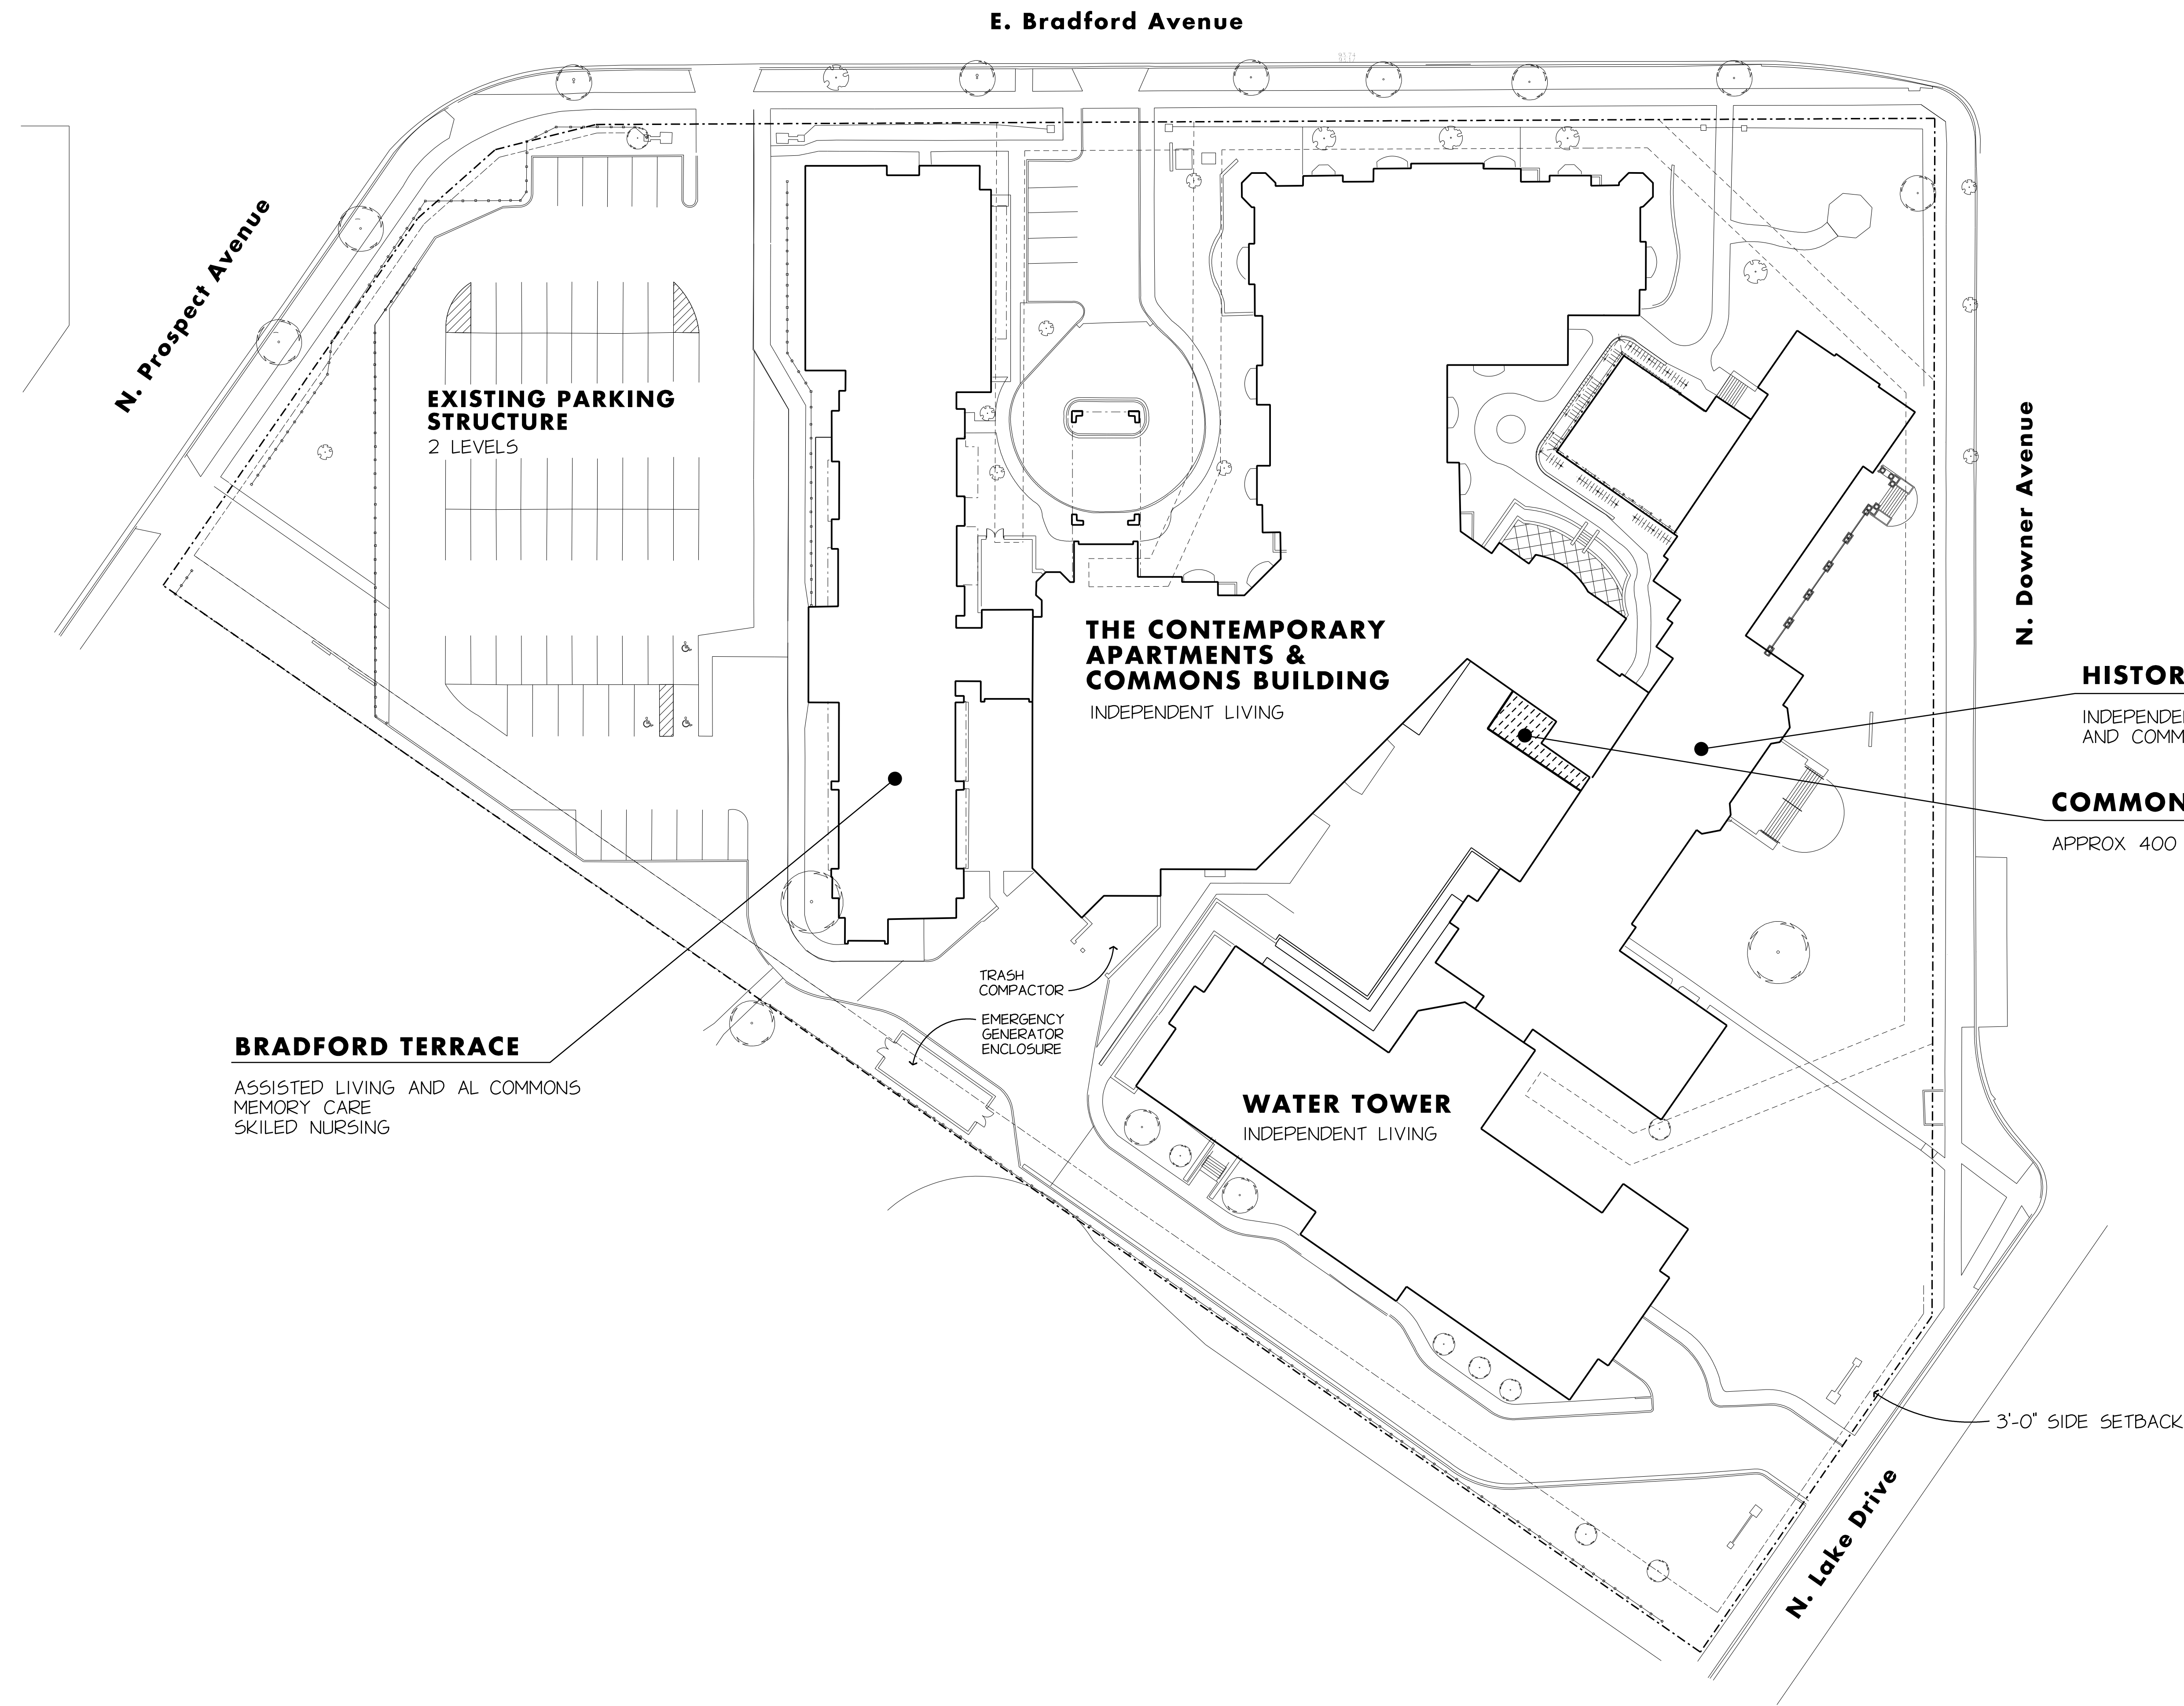 E. Bradford Avenue
N. Prospect Avenue
EXISTING PARKING
STRUCTURE
2 LEVELS
N. Downer Avenue
THE CONTEMPORARY
APARTMENTS &
COMMONS BUILDING
INDEPENDENT LIVING
HISTOR
INDEPENDE
AND COMM
COMMON
APPROX 400
TRASH
COMPACTOR
EMERGENCY
GENERATOR
ENCLOSURE
BRADFORD TERRACE
ASSISTED LIVING AND AL COMMONS
MEMORY CARE
SKILED NURSING
WATER TOWER
INDEPENDENT LIVING
3'-0" SIDE SETBACK
N. Lake Drive